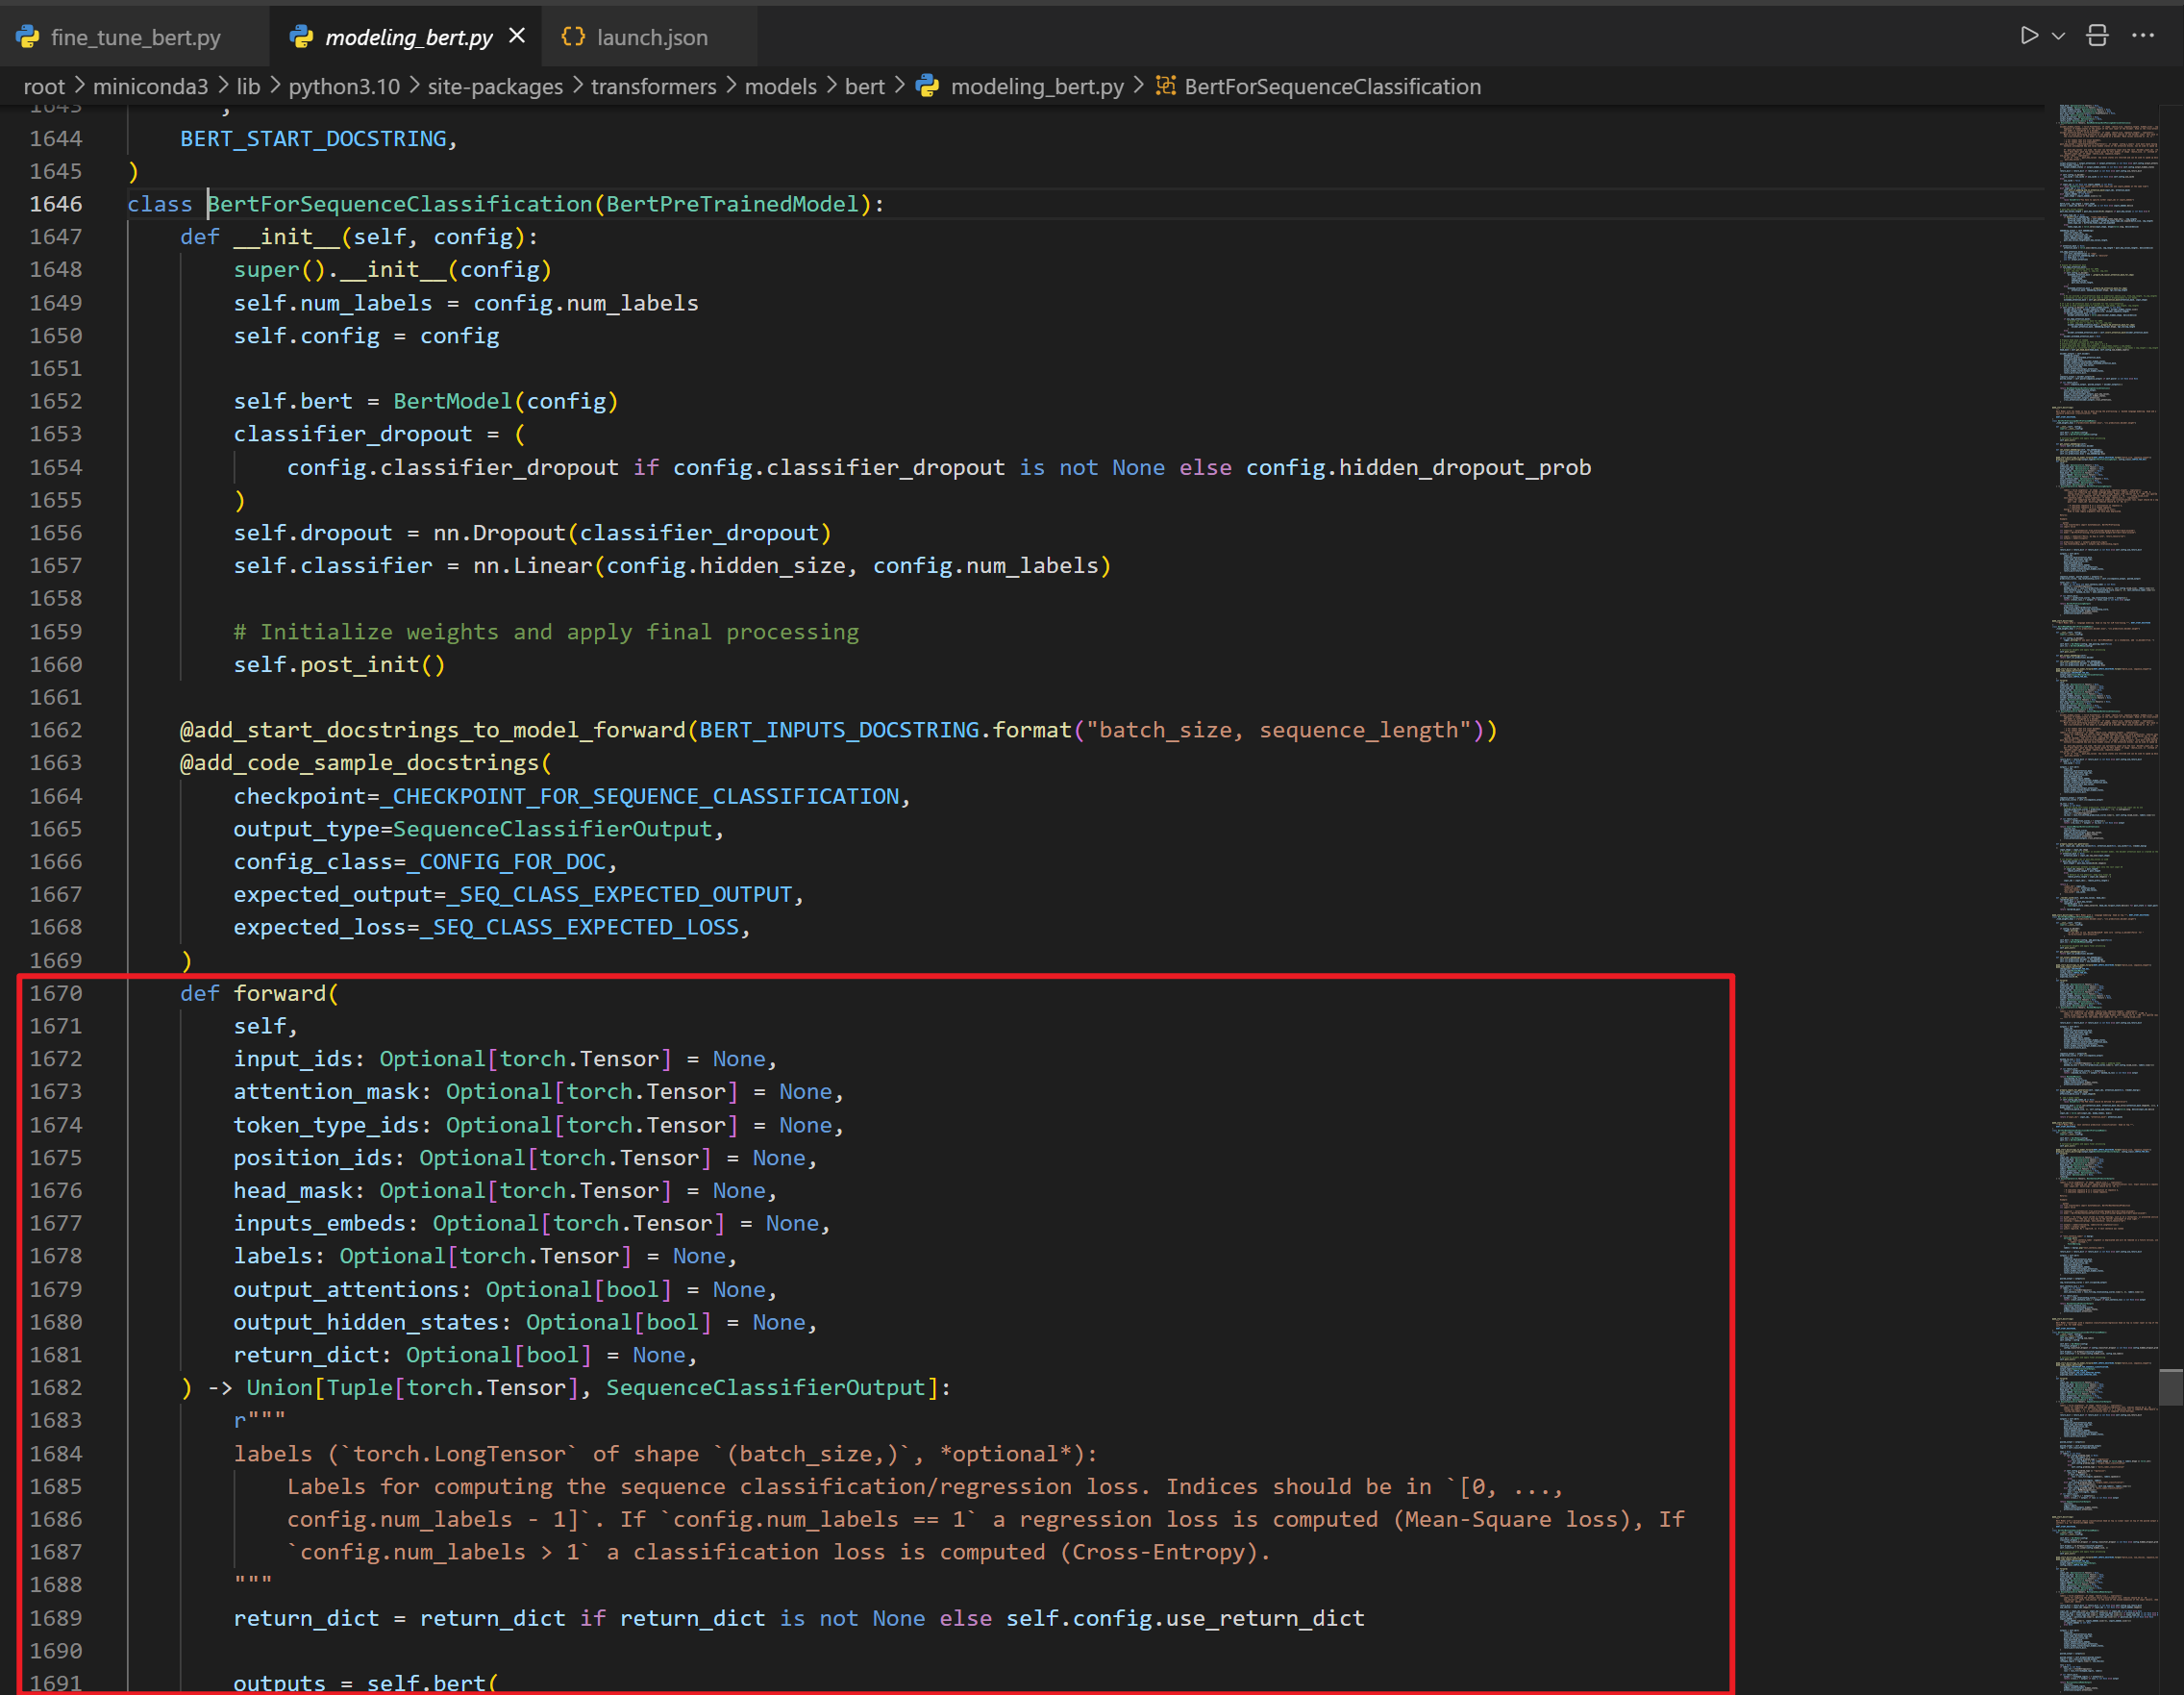 fine_tune_bert.py modeling_bert.py launch.json
root > miniconda3 > lib > python3.10 > site-packages > transformers > models > bert > modeling_bert.py > BertForSequenceClassification
1643 ,
1644 BERT_START_DOCSTRING,
1645 )
1646 class BertForSequenceClassification(BertPreTrainedModel):
1647 def __init__(self, config):
1648 super().__init__(config)
1649 self.num_labels = config.num_labels
1650 self.config = config
1651
1652 self.bert = BertModel(config)
1653 classifier_dropout = (
1654 config.classifier_dropout if config.classifier_dropout is not None else config.hidden_dropout_prob
1655 )
1656 self.dropout = nn.Dropout(classifier_dropout)
1657 self.classifier = nn.Linear(config.hidden_size, config.num_labels)
1658
1659 # Initialize weights and apply final processing
1660 self.post_init()
1661
1662 @add_start_docstrings_to_model_forward(BERT_INPUTS_DOCSTRING.format("batch_size, sequence_length"))
1663 @add_code_sample_docstrings(
1664 checkpoint=_CHECKPOINT_FOR_SEQUENCE_CLASSIFICATION,
1665 output_type=SequenceClassifierOutput,
1666 config_class=_CONFIG_FOR_DOC,
1667 expected_output=_SEQ_CLASS_EXPECTED_OUTPUT,
1668 expected_loss=_SEQ_CLASS_EXPECTED_LOSS,
1669 )
1670 def forward(
1671 self,
1672 input_ids: Optional[torch.Tensor] = None,
1673 attention_mask: Optional[torch.Tensor] = None,
1674 token_type_ids: Optional[torch.Tensor] = None,
1675 position_ids: Optional[torch.Tensor] = None,
1676 head_mask: Optional[torch.Tensor] = None,
1677 inputs_embeds: Optional[torch.Tensor] = None,
1678 labels: Optional[torch.Tensor] = None,
1679 output_attentions: Optional[bool] = None,
1680 output_hidden_states: Optional[bool] = None,
1681 return_dict: Optional[bool] = None,
1682 ) -> Union[Tuple[torch.Tensor], SequenceClassifierOutput]:
1683 r"""
1684 labels (`torch.LongTensor` of shape `(batch_size,)`, *optional*):
1685 Labels for computing the sequence classification/regression loss. Indices should be in `[0, ...,
1686 config.num_labels - 1]`. If `config.num_labels == 1` a regression loss is computed (Mean-Square loss), If
1687 `config.num_labels > 1` a classification loss is computed (Cross-Entropy).
1688 """
1689 return_dict = return_dict if return_dict is not None else self.config.use_return_dict
1690
1691 outputs = self.bert(